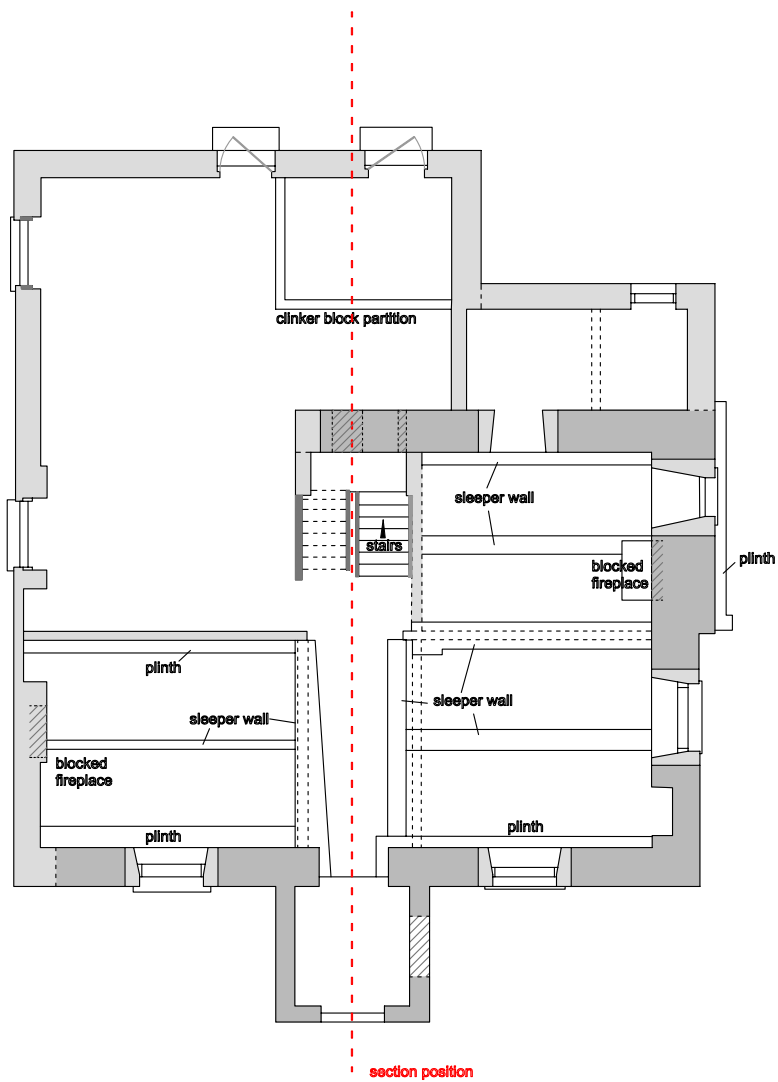 clinker block partition
sleeper wall
stairs
plinth
blocked
fireplace
plinth
sleeper wall
sleeper wall
blocked
fireplace
plinth
plinth
section position